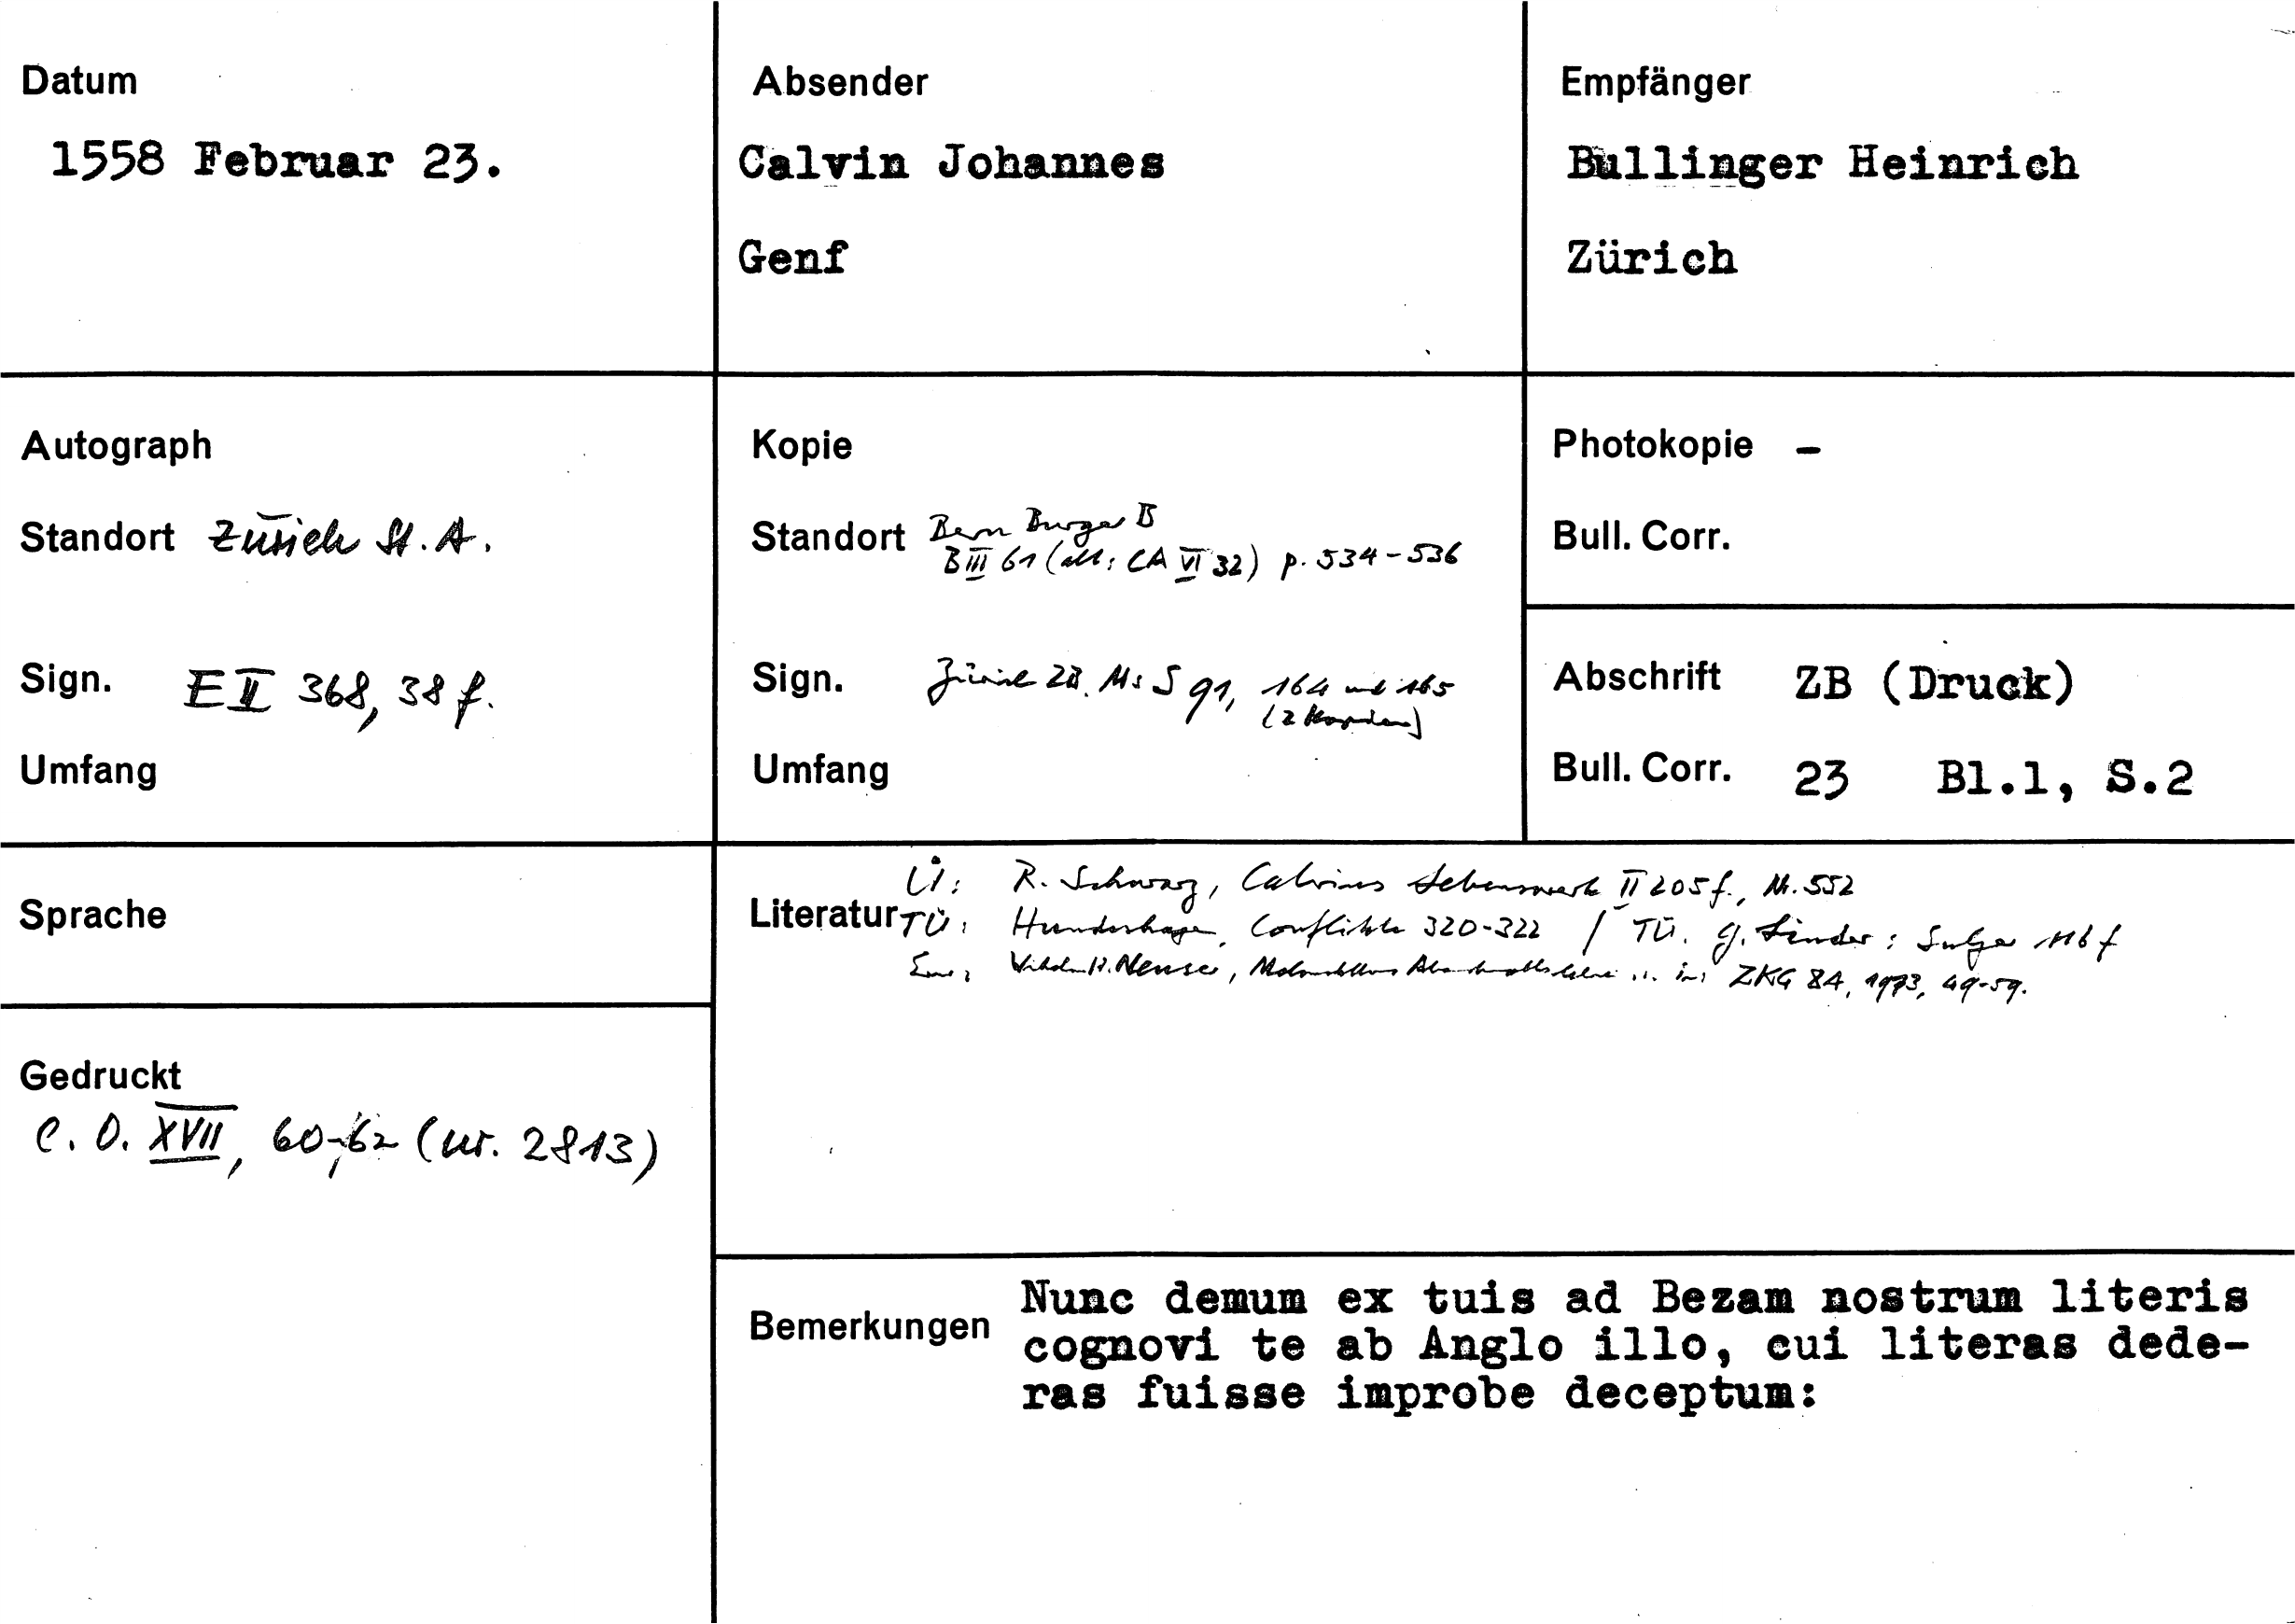 Datum
1558 Februar 23.
Absender
Calvin Johannes
Genf
Empfänger
Bullinger Heinrich
Zürich
Autograph
Standort Zürich St. A.
Sign. E II 368, 38 f.
Umfang
Kopie
Standort Bern Burger B
B III 61 (alt: CA VI 32) p. 534-536
Sign. Zürich ZB. Ms S 91, 164 und 165
(2 Kopien)
Umfang
Photokopie -
Bull. Corr.
Abschrift ZB (Druck)
Bull. Corr. 23 Bl.1, S.2
Sprache
Gedruckt
C. O. XVII, 60-62 (nr. 2813)
Literatur
Ü: R. Schwarz, Calvins Lebenswerk II 205 f., Nr. 552
TÜ: Hundeshagen, Conflikte 320-322 / TÜ. G. Linder: Sulzer 116 f
Wilhelm H. Neuser, Melanchthons Abendmahlslehre ... in: ZKG 84, 1973, 49-59.
Bemerkungen
Nunc demum ex tuis ad Bezam nostrum literis
cognovi te ab Anglo illo, cui literas dede-
ras fuisse improbe deceptum: